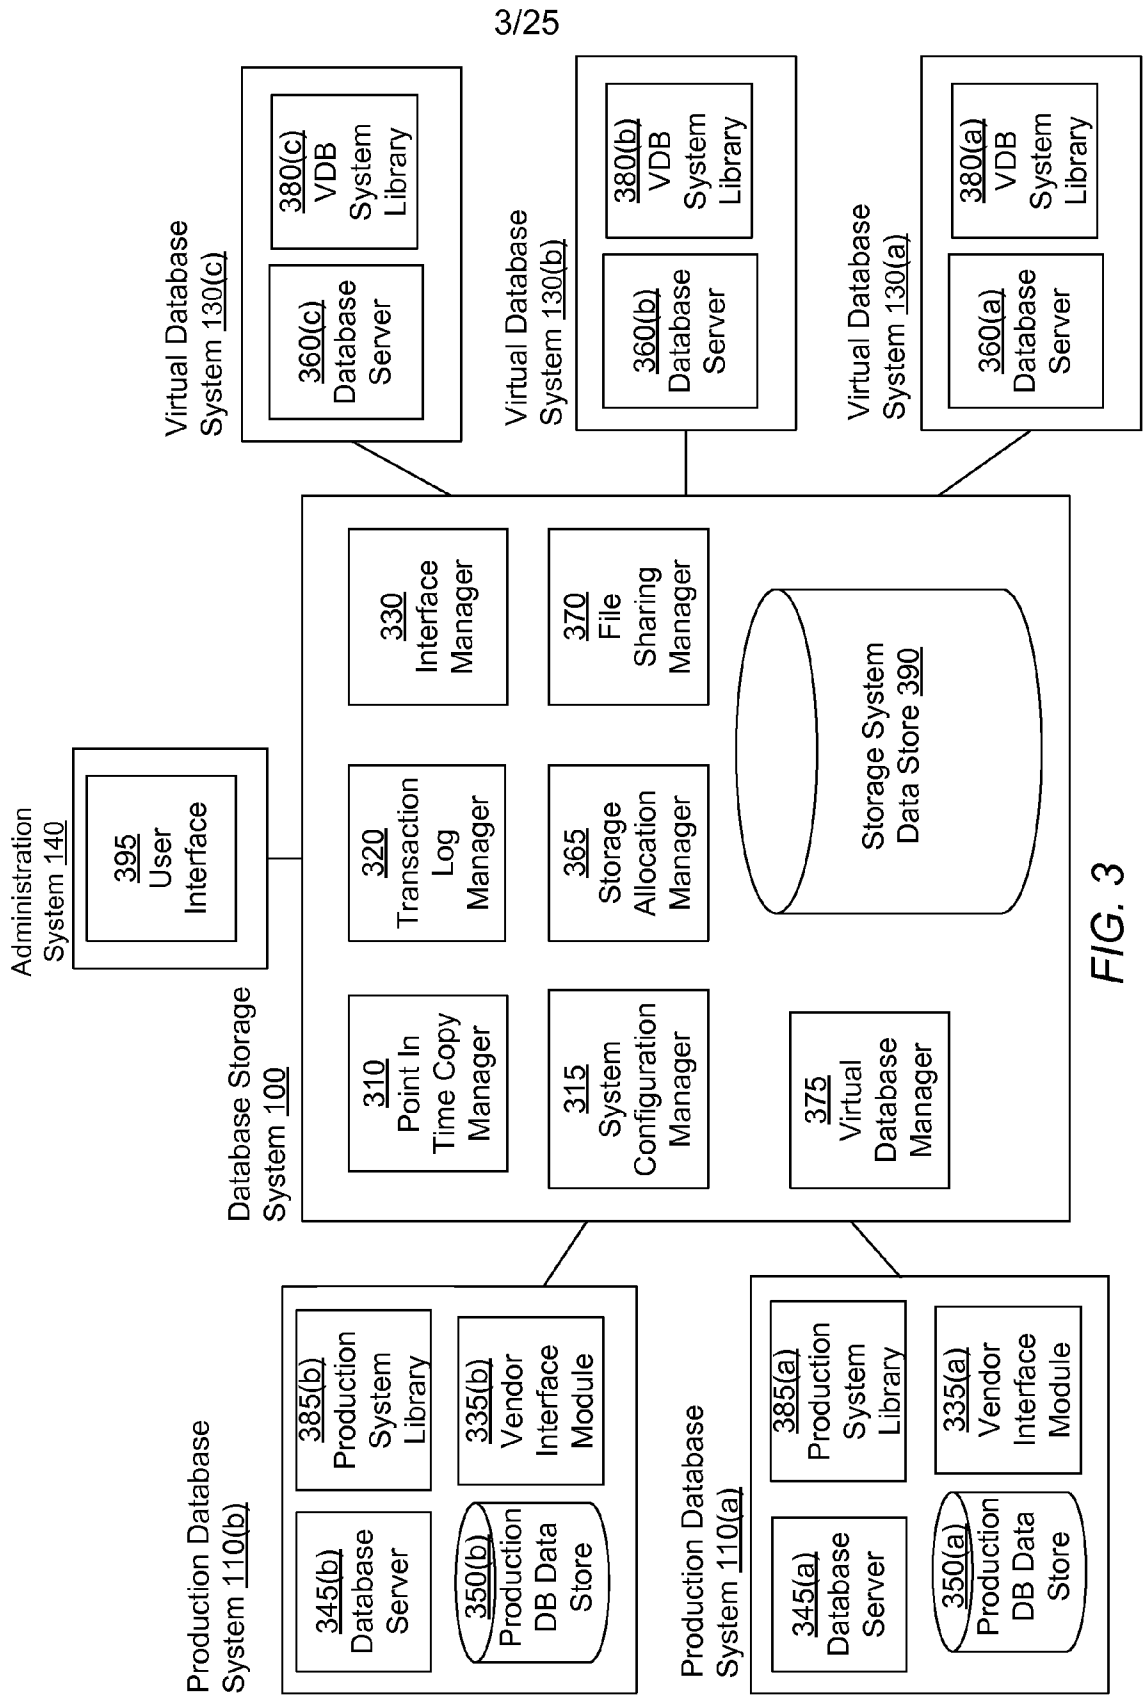 3/25
Administration
System 140
395
User
Interface
Production Database
System 110(b)
345(b)
Database
Server
385(b)
Production
System
Library
350(b)
Production
DB Data
Store
335(b)
Vendor
Interface
Module
Production Database
System 110(a)
345(a)
Database
Server
385(a)
Production
System
Library
350(a)
Production
DB Data
Store
335(a)
Vendor
Interface
Module
Database Storage
System 100
310
Point In
Time Copy
Manager
320
Transaction
Log
Manager
330
Interface
Manager
315
System
Configuration
Manager
365
Storage
Allocation
Manager
370
File
Sharing
Manager
375
Virtual
Database
Manager
Storage System
Data Store 390
Virtual Database
System 130(c)
360(c)
Database
Server
380(c)
VDB
System
Library
Virtual Database
System 130(b)
360(b)
Database
Server
380(b)
VDB
System
Library
Virtual Database
System 130(a)
360(a)
Database
Server
380(a)
VDB
System
Library
FIG. 3